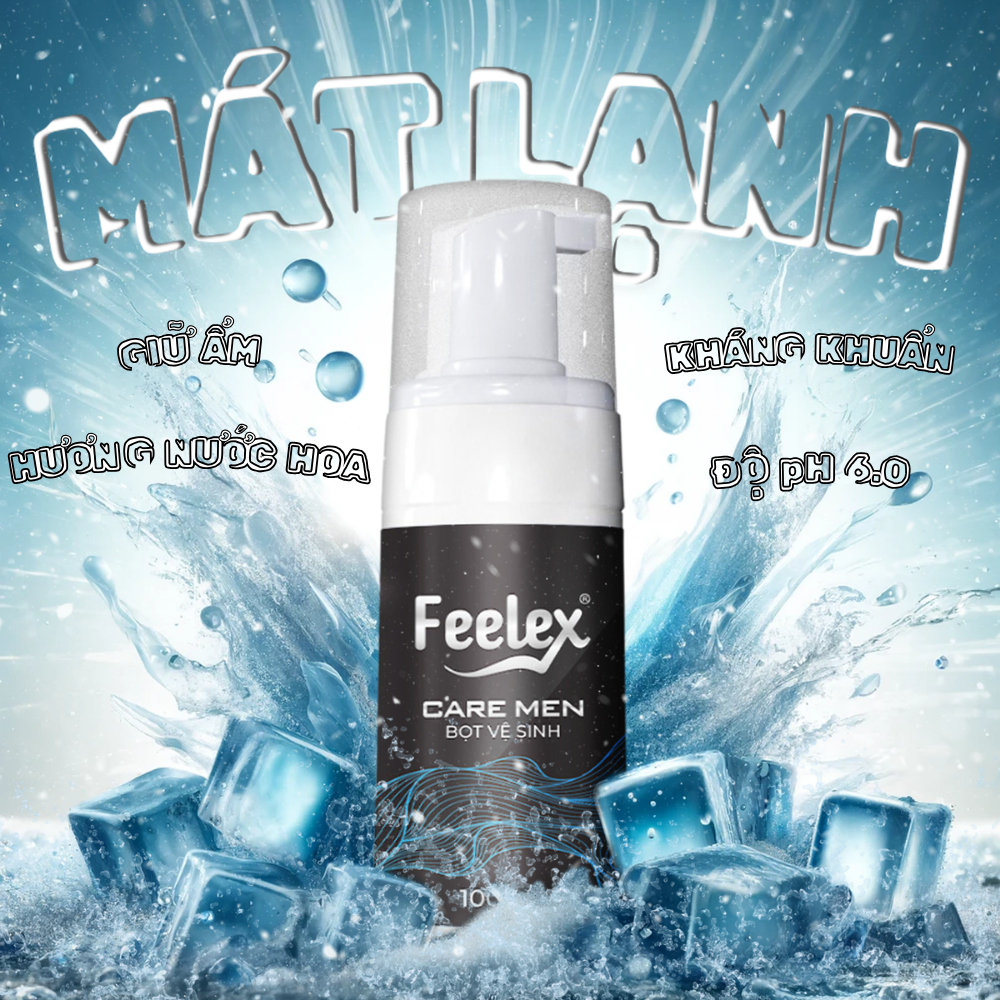 MÁT LẠNH
GIỮ ẨM
KHÁNG KHUẨN
HƯƠNG NƯỚC HOA
ĐỘ pH 6.0
Feelex®
CARE MEN
BỌT VỆ SINH